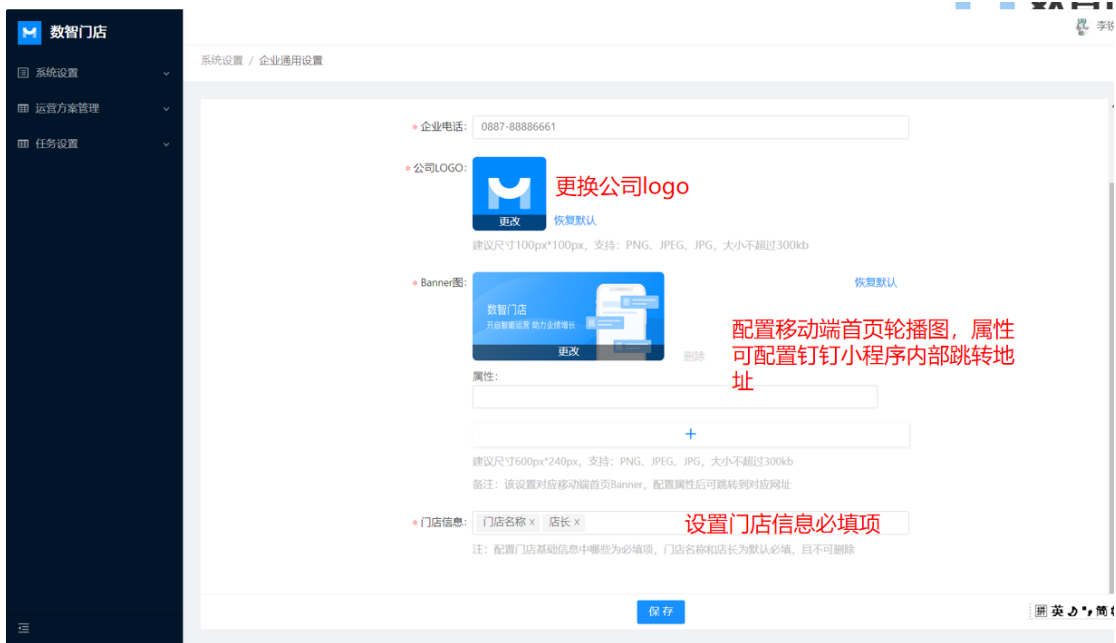 数智门店
李锐
系统设置 / 企业通用设置
系统设置
运营方案管理
任务设置
* 企业电话: 0887-88886661
* 公司LOGO:
更改
更换公司logo
恢复默认
建议尺寸100px*100px，支持：PNG、JPEG、JPG，大小不超过300kb
* Banner图:
恢复默认
数智门店
开启智能运营 助力业绩增长
更改
删除
配置移动端首页轮播图，属性
可配置钉钉小程序内部跳转地
址
属性:
+
建议尺寸600px*240px，支持：PNG、JPEG、JPG，大小不超过300kb
备注：该设置对应移动端首页Banner，配置属性后可跳转到对应网址
* 门店信息: 门店名称 × 店长 ×
设置门店信息必填项
注：配置门店基础信息中哪些为必填项，门店名称和店长为默认必填，且不可删除
保 存
拼 英 简